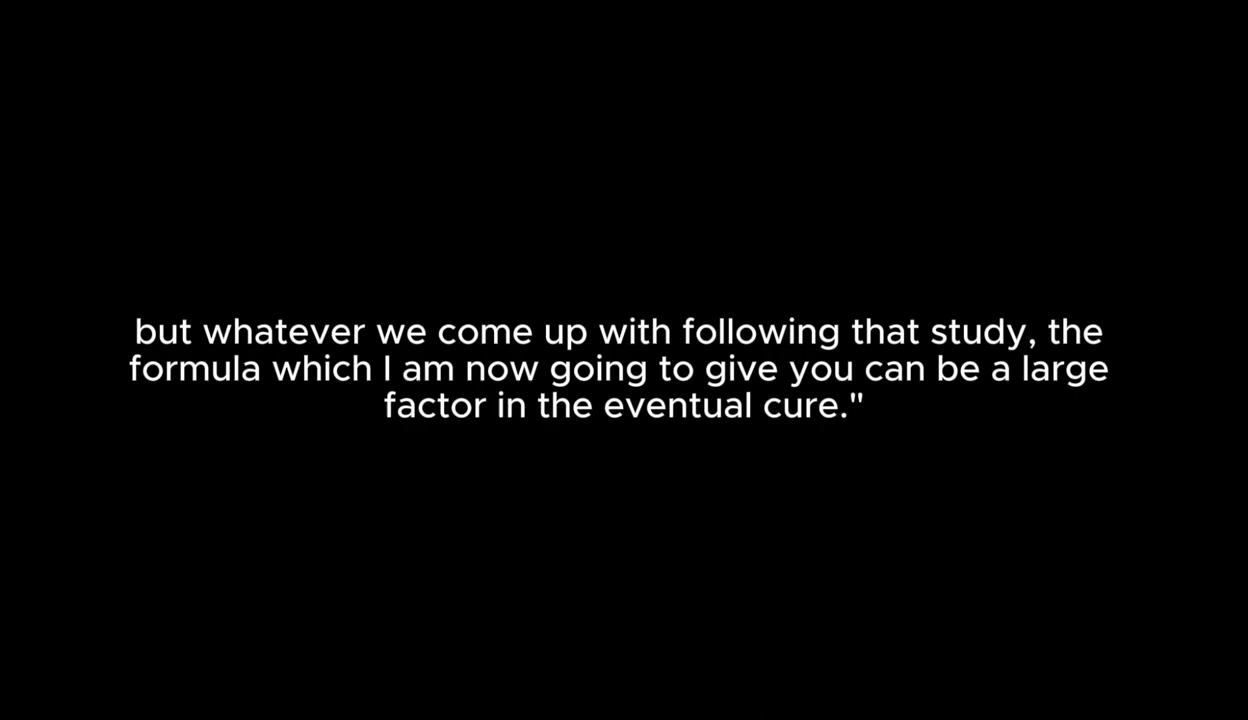 but whatever we come up with following that study, the
formula which I am now going to give you can be a large
factor in the eventual cure."